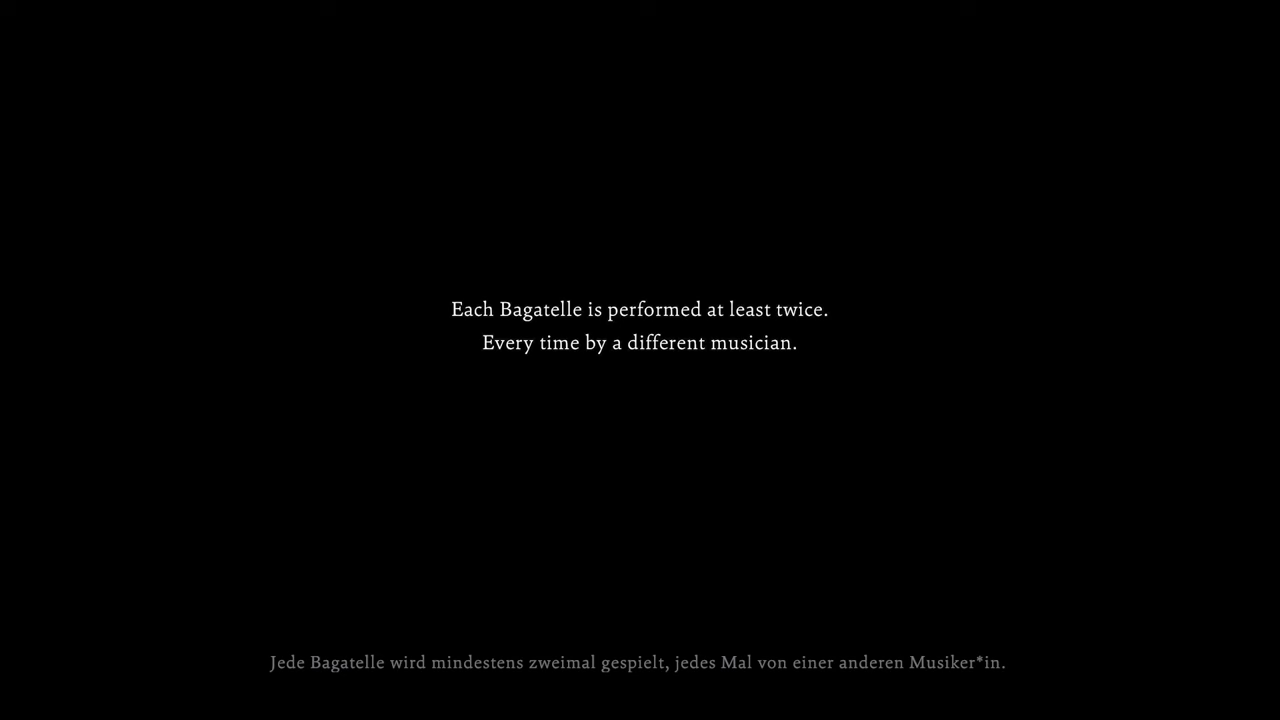 Each Bagatelle is performed at least twice.
Every time by a different musician.
Jede Bagatelle wird mindestens zweimal gespielt, jedes Mal von einer anderen Musiker*in.